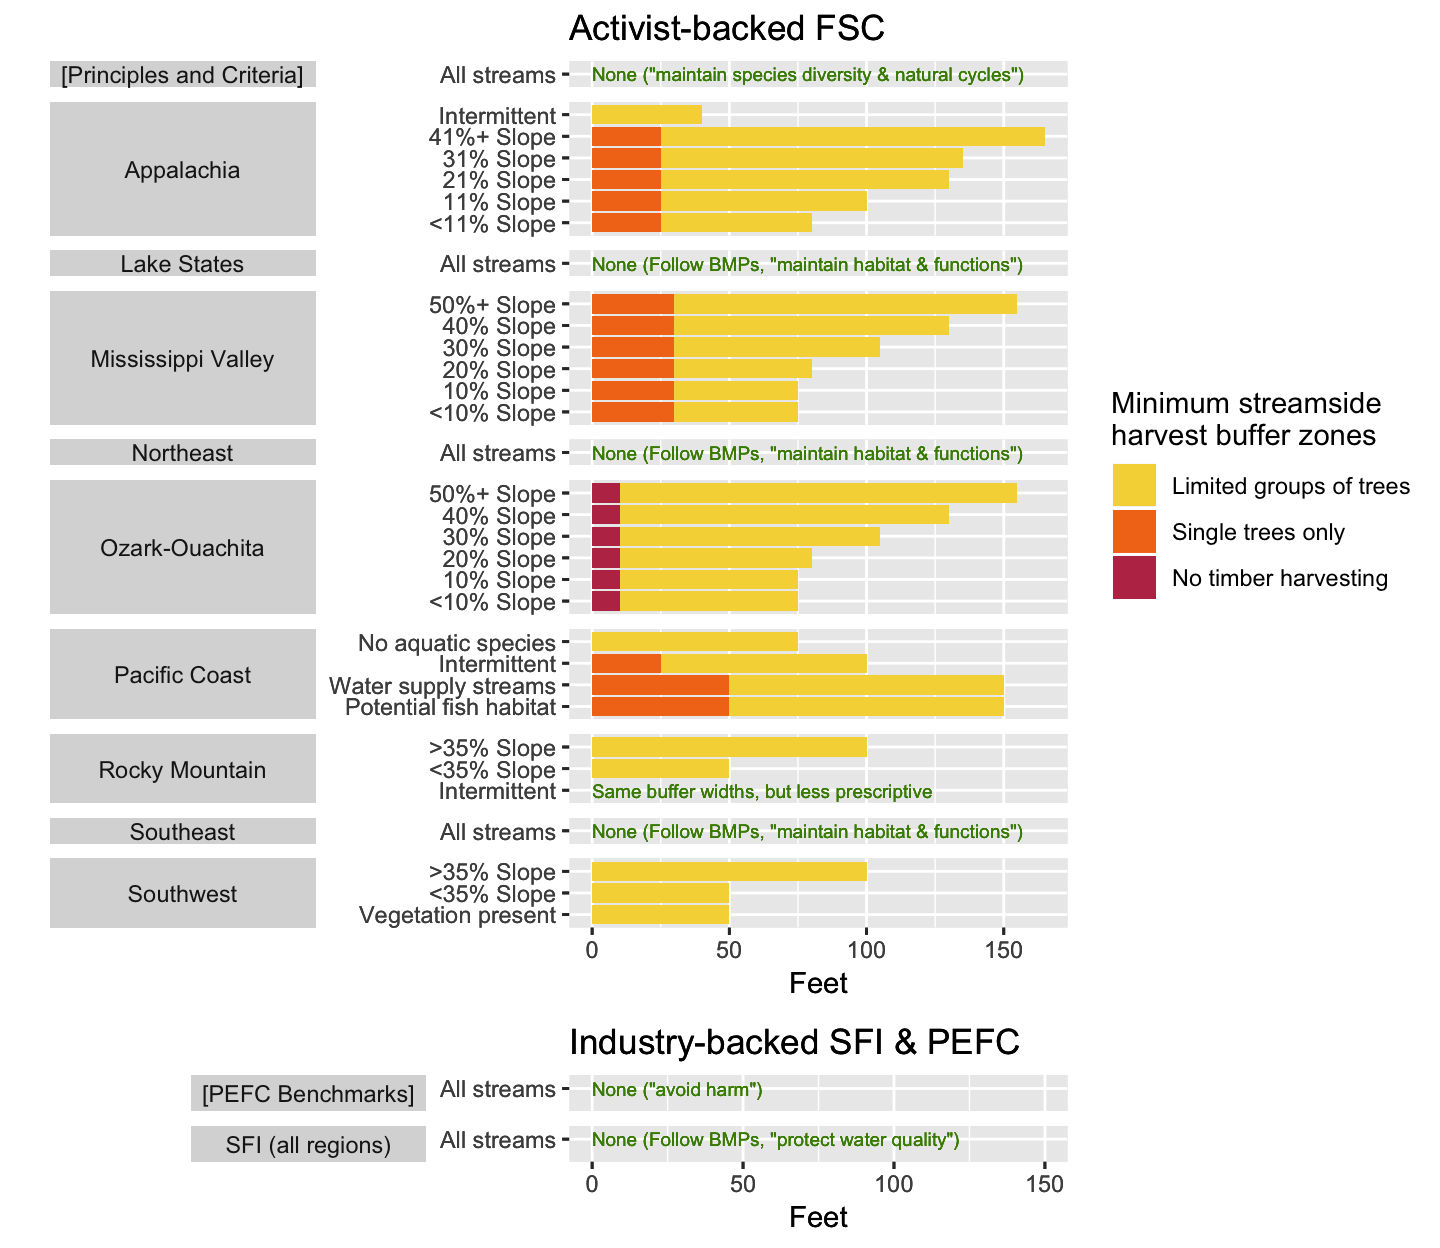 Activist-backed FSC
[Principles and Criteria]
All streams
None ("maintain species diversity & natural cycles")
Appalachia
Intermittent
41%+ Slope
31% Slope
21% Slope
11% Slope
<11% Slope
Lake States
All streams
None (Follow BMPs, "maintain habitat & functions")
Mississippi Valley
50%+ Slope
40% Slope
30% Slope
20% Slope
10% Slope
<10% Slope
Northeast
All streams
None (Follow BMPs, "maintain habitat & functions")
Ozark-Ouachita
50%+ Slope
40% Slope
30% Slope
20% Slope
10% Slope
<10% Slope
Pacific Coast
No aquatic species
Intermittent
Water supply streams
Potential fish habitat
Rocky Mountain
>35% Slope
<35% Slope
Intermittent
Same buffer widths, but less prescriptive
Southeast
All streams
None (Follow BMPs, "maintain habitat & functions")
Southwest
>35% Slope
<35% Slope
Vegetation present
0 50 100 150
Feet
Minimum streamside
harvest buffer zones
Limited groups of trees
Single trees only
No timber harvesting
Industry-backed SFI & PEFC
[PEFC Benchmarks]
All streams
None ("avoid harm")
SFI (all regions)
All streams
None (Follow BMPs, "protect water quality")
0 50 100 150
Feet